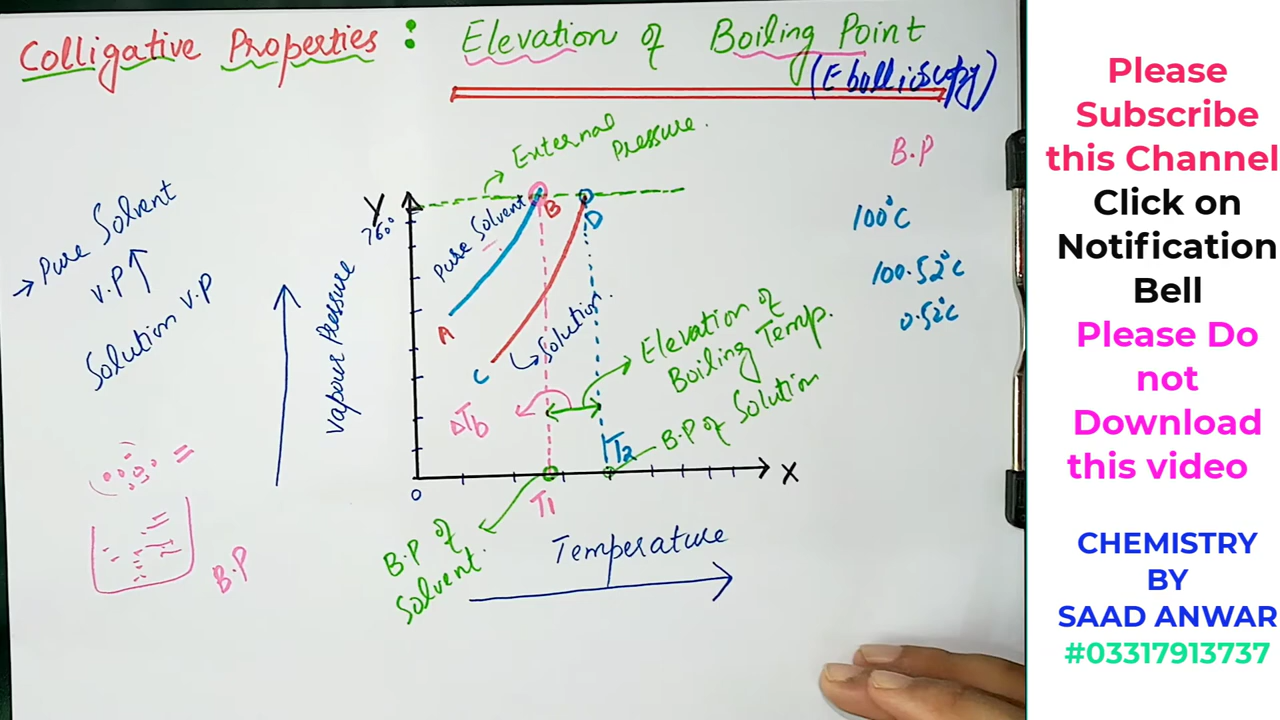 Colligative Properties : Elevation of Boiling Point
(Ebullioscopy)
External
Pressure.
B.P
100°C
100.52°C
0.52°C
→ Pure Solvent
V.P ↑
Solution V.P
Y
760
Vapour Pressure
Pure Solvent
B
D
A
C
Solution.
Elevation of
Boiling Temp.
ΔTb
B.P of Solution
T2
T1
0
X
B.P of
Solvent.
Temperature
B.P
Please
Subscribe
this Channel
Click on
Notification
Bell
Please Do
not
Download
this video
CHEMISTRY
BY
SAAD ANWAR
#03317913737